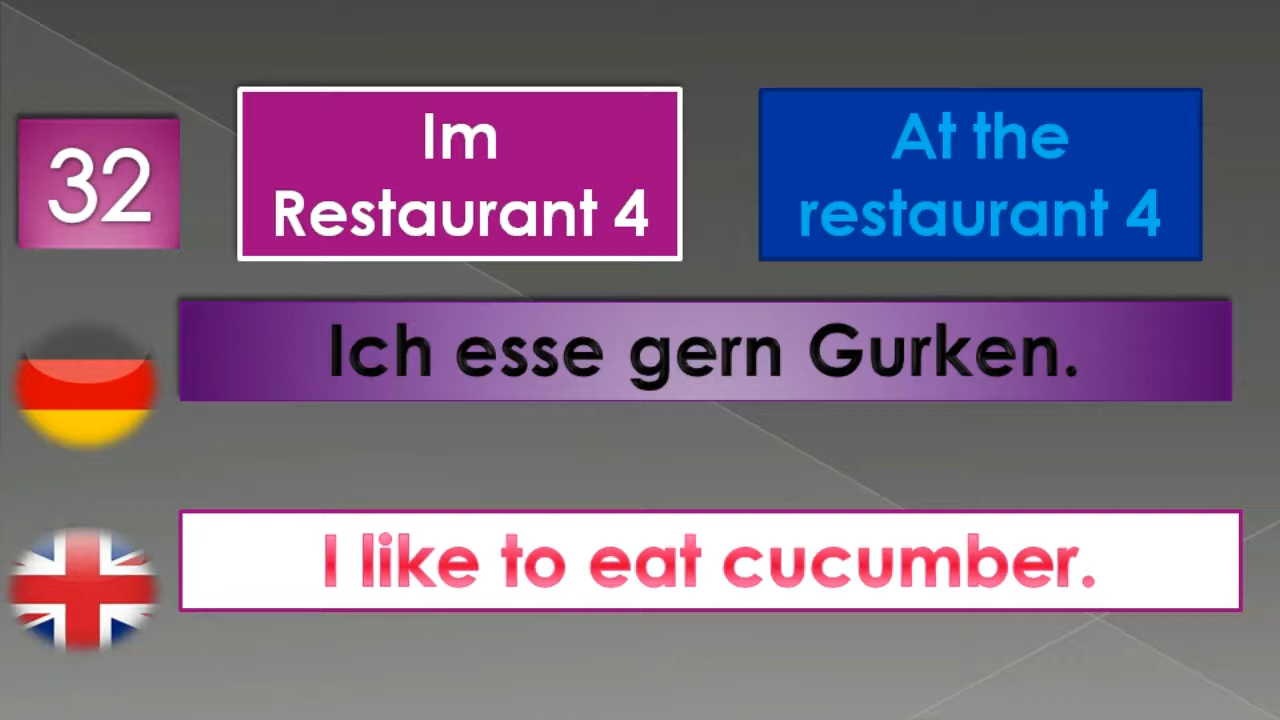 32
Im
Restaurant 4
At the
restaurant 4
Ich esse gern Gurken.
I like to eat cucumber.